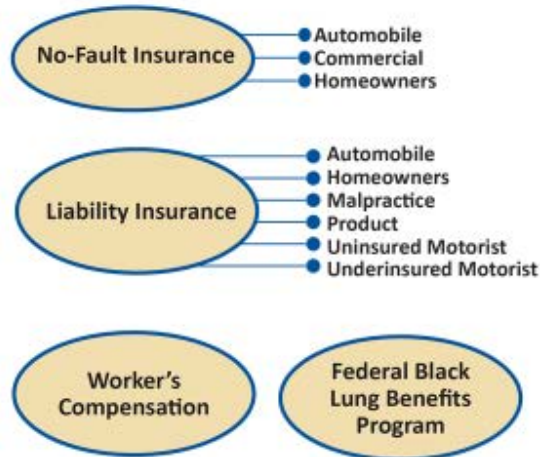 No-Fault Insurance
Automobile
Commercial
Homeowners
Liability Insurance
Automobile
Homeowners
Malpractice
Product
Uninsured Motorist
Underinsured Motorist
Worker's
Compensation
Federal Black
Lung Benefits
Program